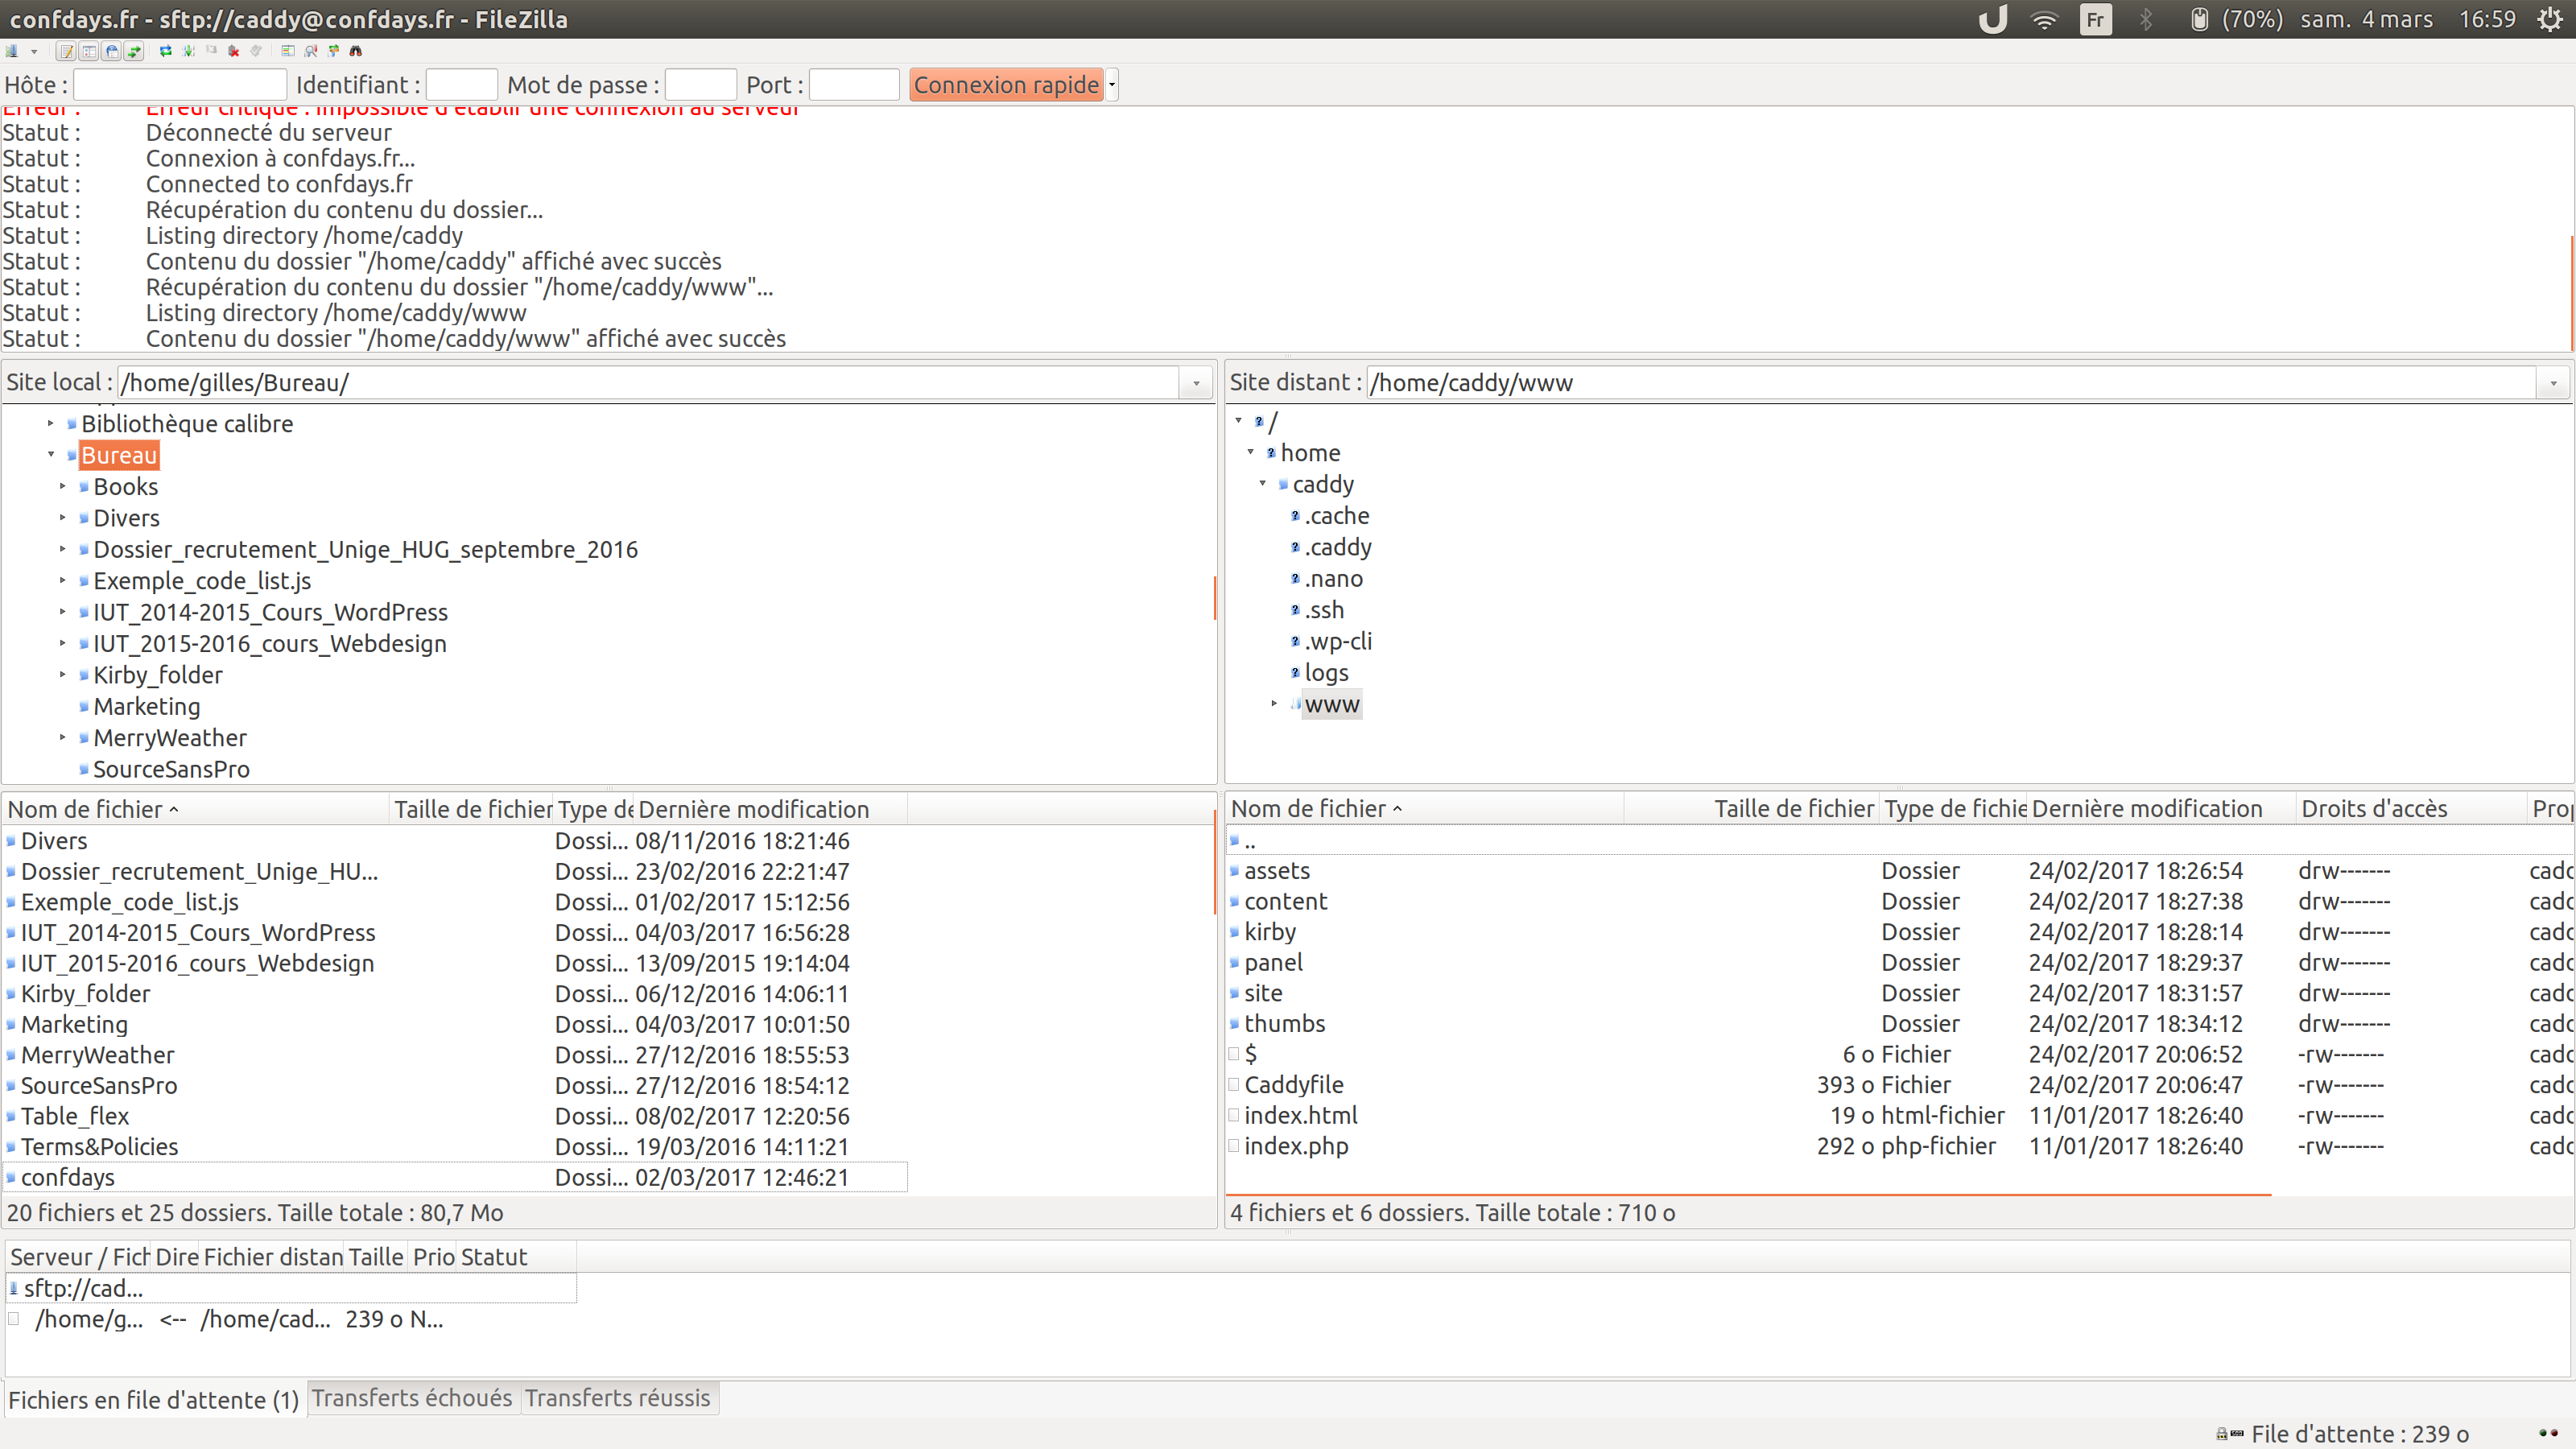 confdays.fr - sftp://caddy@confdays.fr - FileZilla
Fr (70%) sam. 4 mars 16:59
Hôte : Identifiant : Mot de passe : Port : Connexion rapide
Erreur : Erreur critique : Impossible d'établir une connexion au serveur
Statut : Déconnecté du serveur
Statut : Connexion à confdays.fr...
Statut : Connected to confdays.fr
Statut : Récupération du contenu du dossier...
Statut : Listing directory /home/caddy
Statut : Contenu du dossier "/home/caddy" affiché avec succès
Statut : Récupération du contenu du dossier "/home/caddy/www"...
Statut : Listing directory /home/caddy/www
Statut : Contenu du dossier "/home/caddy/www" affiché avec succès
Site local : /home/gilles/Bureau/
Bibliothèque calibre
Bureau
Books
Divers
Dossier_recrutement_Unige_HUG_septembre_2016
Exemple_code_list.js
IUT_2014-2015_Cours_WordPress
IUT_2015-2016_cours_Webdesign
Kirby_folder
Marketing
MerryWeather
SourceSansPro
Site distant : /home/caddy/www
/
home
caddy
.cache
.caddy
.nano
.ssh
.wp-cli
logs
www
Nom de fichier Taille de fichier Type de Dernière modification
Divers Dossi... 08/11/2016 18:21:46
Dossier_recrutement_Unige_HU... Dossi... 23/02/2016 22:21:47
Exemple_code_list.js Dossi... 01/02/2017 15:12:56
IUT_2014-2015_Cours_WordPress Dossi... 04/03/2017 16:56:28
IUT_2015-2016_cours_Webdesign Dossi... 13/09/2015 19:14:04
Kirby_folder Dossi... 06/12/2016 14:06:11
Marketing Dossi... 04/03/2017 10:01:50
MerryWeather Dossi... 27/12/2016 18:55:53
SourceSansPro Dossi... 27/12/2016 18:54:12
Table_flex Dossi... 08/02/2017 12:20:56
Terms&Policies Dossi... 19/03/2016 14:11:21
confdays Dossi... 02/03/2017 12:46:21
20 fichiers et 25 dossiers. Taille totale : 80,7 Mo
Nom de fichier Taille de fichier Type de fichie Dernière modification Droits d'accès Prop
..
assets Dossier 24/02/2017 18:26:54 drw------- cadd
content Dossier 24/02/2017 18:27:38 drw------- cadd
kirby Dossier 24/02/2017 18:28:14 drw------- cadd
panel Dossier 24/02/2017 18:29:37 drw------- cadd
site Dossier 24/02/2017 18:31:57 drw------- cadd
thumbs Dossier 24/02/2017 18:34:12 drw------- cadd
$ 6 o Fichier 24/02/2017 20:06:52 -rw------- cadd
Caddyfile 393 o Fichier 24/02/2017 20:06:47 -rw------- cadd
index.html 19 o html-fichier 11/01/2017 18:26:40 -rw------- cadd
index.php 292 o php-fichier 11/01/2017 18:26:40 -rw------- cadd
4 fichiers et 6 dossiers. Taille totale : 710 o
Serveur / Fich Dire Fichier distan Taille Prio Statut
sftp://cad...
/home/g... <-- /home/cad... 239 o N...
Fichiers en file d'attente (1) Transferts échoués Transferts réussis
File d'attente : 239 o